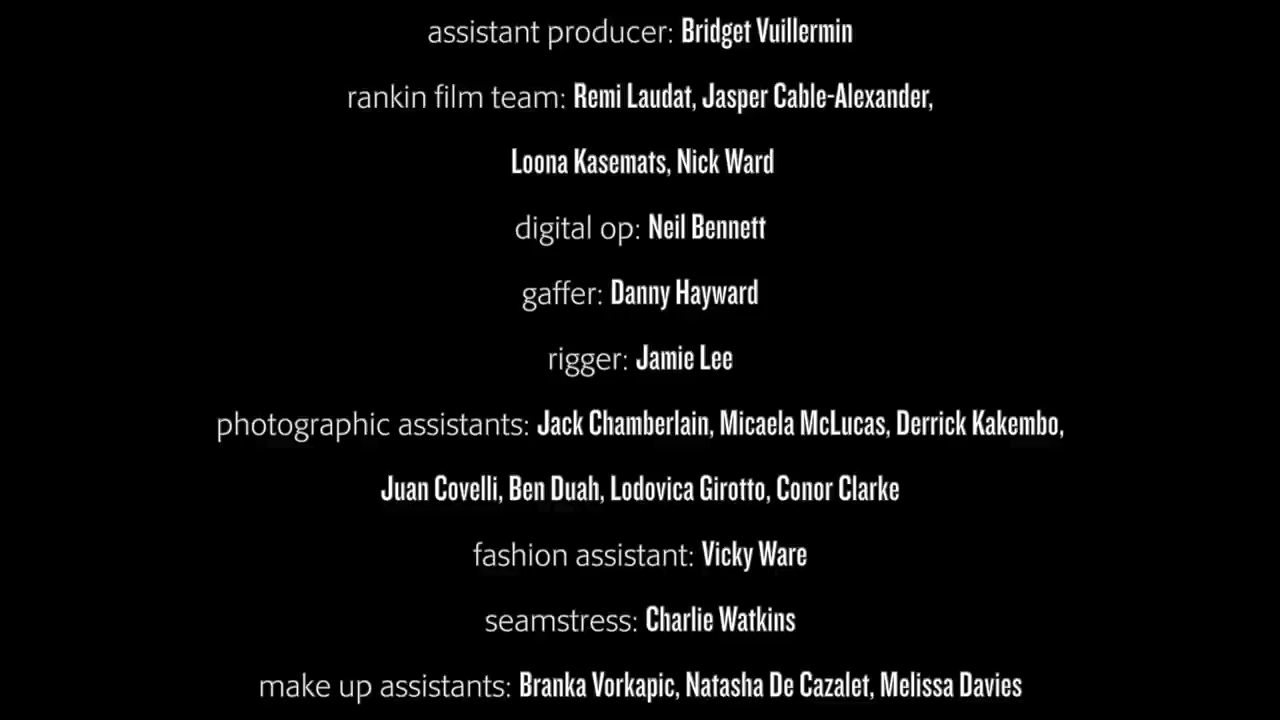 assistant producer: Bridget Vuillermin
rankin film team: Remi Laudat, Jasper Cable-Alexander,
Loona Kasemats, Nick Ward
digital op: Neil Bennett
gaffer: Danny Hayward
rigger: Jamie Lee
photographic assistants: Jack Chamberlain, Micaela McLucas, Derrick Kakembo,
Juan Covelli, Ben Duah, Lodovica Girotto, Conor Clarke
fashion assistant: Vicky Ware
seamstress: Charlie Watkins
make up assistants: Branka Vorkapic, Natasha De Cazalet, Melissa Davies